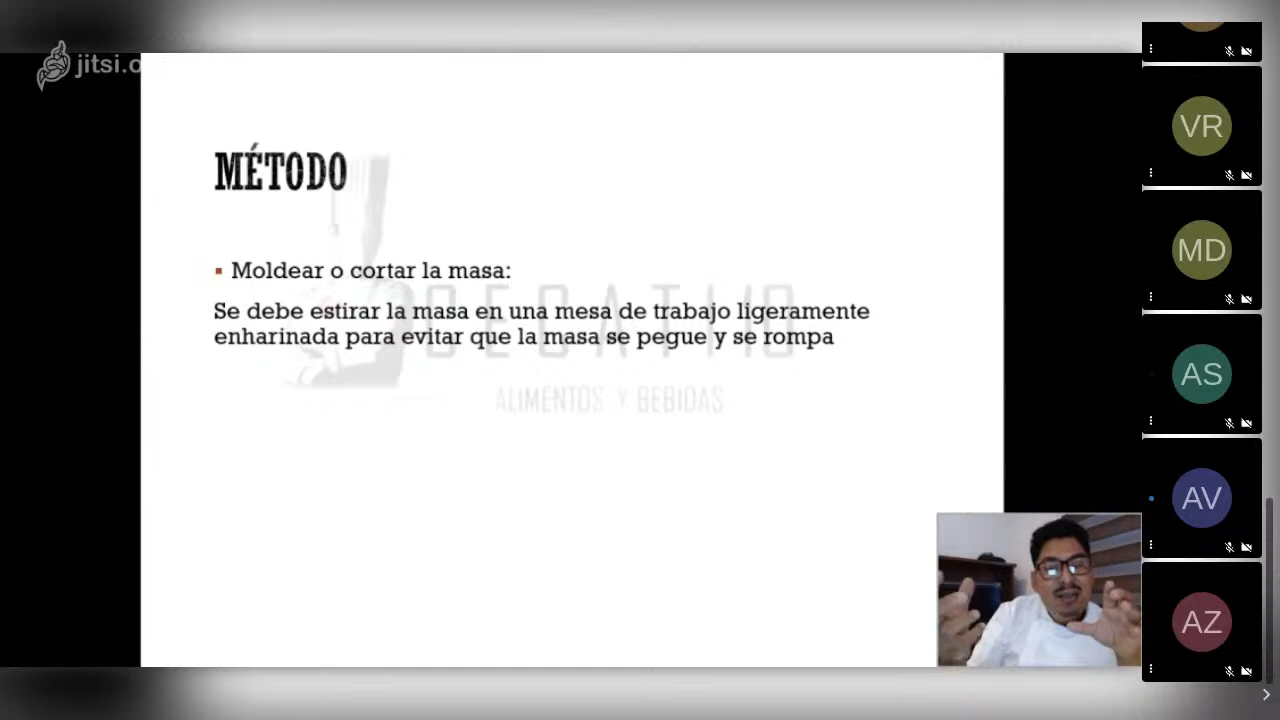 jitsi.o
MÉTODO
▪ Moldear o cortar la masa:
Se debe estirar la masa en una mesa de trabajo ligeramente
enharinada para evitar que la masa se pegue y se rompa
ALIMENTOS Y BEBIDAS
VR
MD
AS
AV
AZ